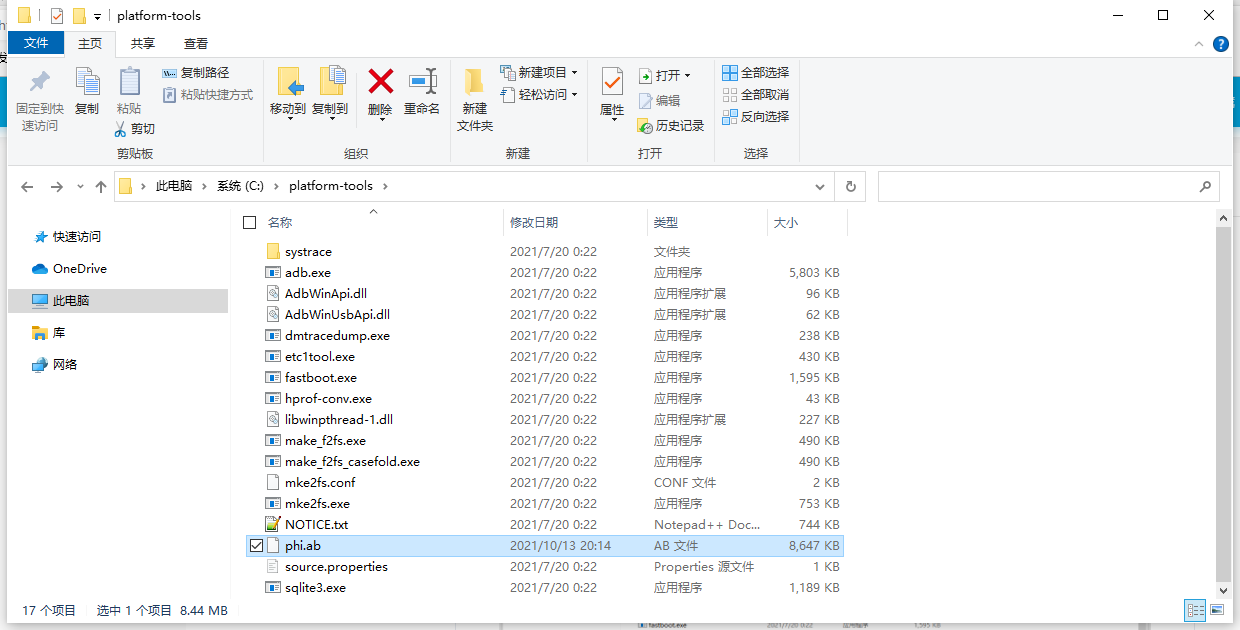 platform-tools
文件 主页 共享 查看
固定到快速访问 复制 粘贴 复制路径 粘贴快捷方式 剪切 移动到 复制到 删除 重命名 新建文件夹 新建项目 轻松访问 属性 打开 编辑 历史记录 全部选择 全部取消 反向选择
剪贴板 组织 新建 打开 选择
此电脑 系统 (C:) platform-tools
快速访问
OneDrive
此电脑
库
网络
名称 修改日期 类型 大小
systrace 2021/7/20 0:22 文件夹
adb.exe 2021/7/20 0:22 应用程序 5,803 KB
AdbWinApi.dll 2021/7/20 0:22 应用程序扩展 96 KB
AdbWinUsbApi.dll 2021/7/20 0:22 应用程序扩展 62 KB
dmtracedump.exe 2021/7/20 0:22 应用程序 238 KB
etc1tool.exe 2021/7/20 0:22 应用程序 430 KB
fastboot.exe 2021/7/20 0:22 应用程序 1,595 KB
hprof-conv.exe 2021/7/20 0:22 应用程序 43 KB
libwinpthread-1.dll 2021/7/20 0:22 应用程序扩展 227 KB
make_f2fs.exe 2021/7/20 0:22 应用程序 490 KB
make_f2fs_casefold.exe 2021/7/20 0:22 应用程序 490 KB
mke2fs.conf 2021/7/20 0:22 CONF 文件 2 KB
mke2fs.exe 2021/7/20 0:22 应用程序 753 KB
NOTICE.txt 2021/7/20 0:22 Notepad++ Doc... 744 KB
phi.ab 2021/10/13 20:14 AB 文件 8,647 KB
source.properties 2021/7/20 0:22 Properties 源文件 1 KB
sqlite3.exe 2021/7/20 0:22 应用程序 1,189 KB
17 个项目 选中 1 个项目 8.44 MB